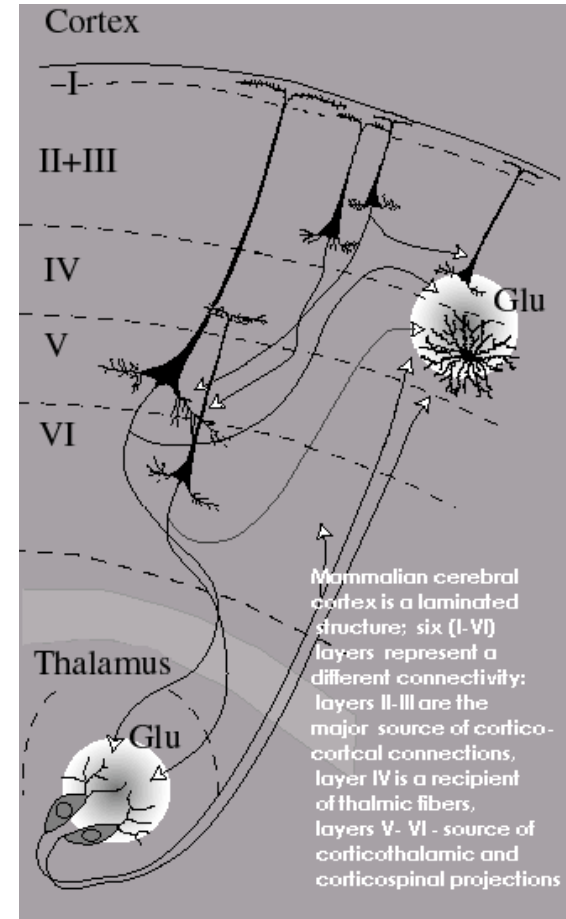 Cortex
I
II+III
IV
Glu
V
VI
Mammalian cerebral
cortex is a laminated
structure; six (I-VI)
layers represent a
different connectivity:
layers II-III are the
major source of cortico-
cortcal connections,
layer IV is a recipient
of thalmic fibers,
layers V- VI - source of
corticothalamic and
corticospinal projections
Thalamus
Glu